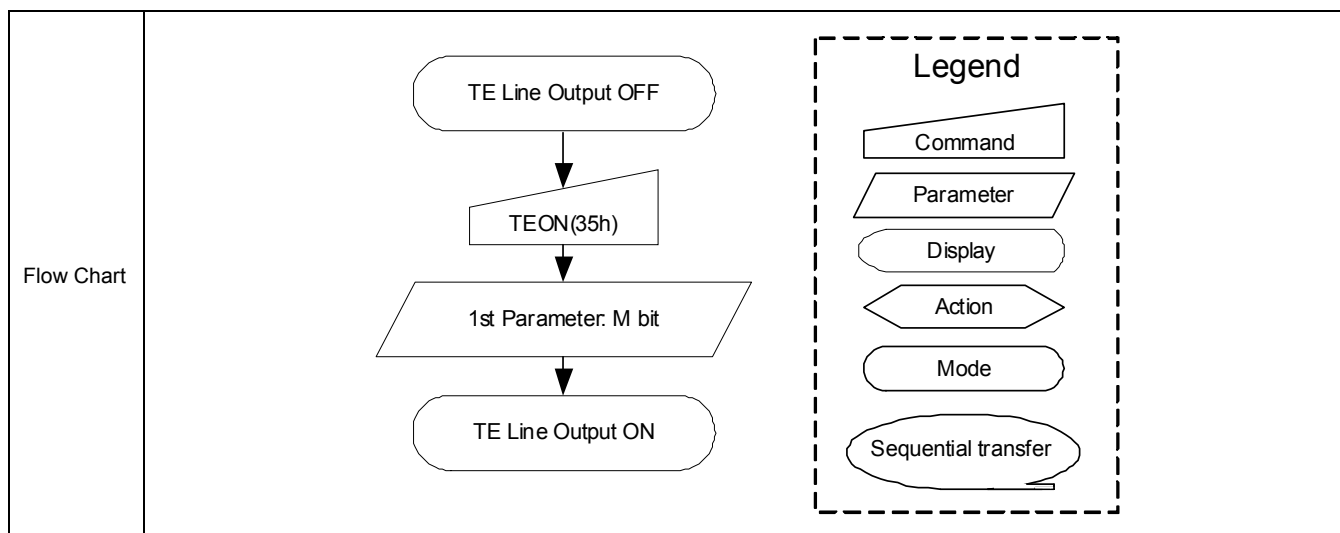 Flow Chart
TE Line Output OFF
TEON(35h)
1st Parameter: M bit
TE Line Output ON
Legend
Command
Parameter
Display
Action
Mode
Sequential transfer